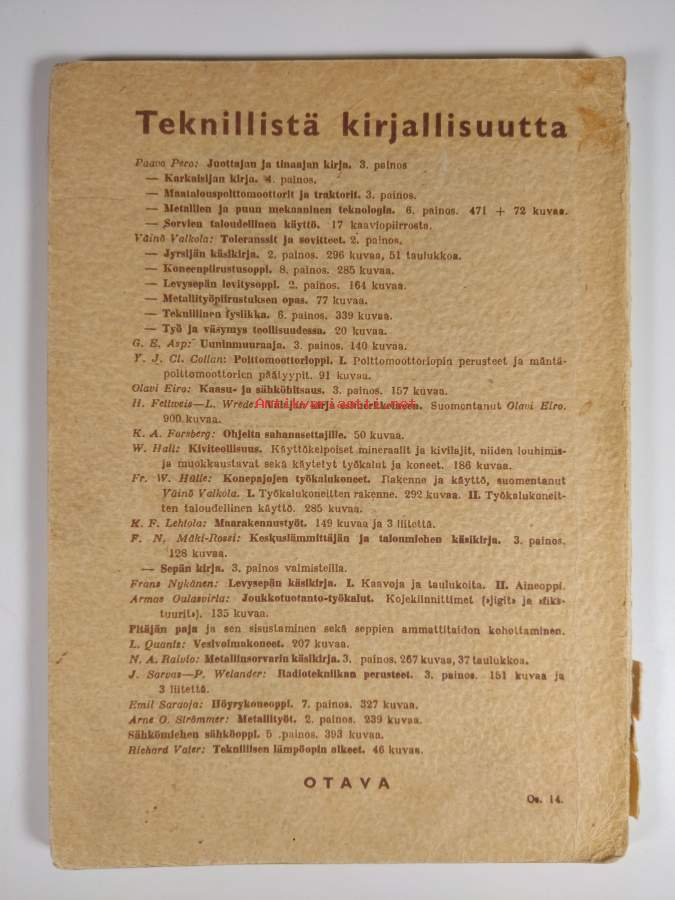 Teknillistä kirjallisuutta
Paavo Pero: Juottajan ja tinaajan kirja. 3. painos
— Karkaisijan kirja. 4. painos.
— Maatalouspolttomoottorit ja traktorit. 3. painos.
— Metallien ja puun mekaaninen teknologia. 6. painos. 471 + 72 kuvaa.
— Sorvien taloudellinen käyttö. 17 kaaviopiirrosta.
Väinö Valkola: Toleranssit ja sovitteet. 2. painos.
— Jyrsijän käsikirja. 2. painos. 296 kuvaa, 51 taulukkoa.
— Koneenpiirustusoppi. 8. painos. 285 kuvaa.
— Levysepän levitysoppi. 2. painos. 164 kuvaa.
— Metallityöpiirustuksen opas. 77 kuvaa.
— Teknillinen fysiikka. 6. painos. 339 kuvaa.
— Työ ja väsymys teollisuudessa. 20 kuvaa.
G. E. Asp: Uuninmuuraaja. 3. painos. 140 kuvaa.
Y. J. Cl. Collan: Polttomoottorioppi. I. Polttomoottoriopin perusteet ja mäntä-
polttomoottorien päätyypit. 91 kuvaa.
Olavi Eiro: Kaasu- ja sähköhitsaus. 3. painos. 157 kuvaa.
H. Fellweis—L. Wrede: kirja Suomentanut Olavi Eiro.
900 kuvaa.
K. A. Forsberg: Ohjeita sahanasettajille. 50 kuvaa.
W. Hall: Kiviteollisuus. Käyttökelpoiset mineraalit ja kivilajit, niiden louhimis-
ja muokkaustavat sekä käytetyt työkalut ja koneet. 186 kuvaa.
Fr. W. Hülle: Konepajojen työkalukoneet. Rakenne ja käyttö, suomentanut
Väinö Valkola. I. Työkalukoneitten rakenne. 292 kuvaa. II. Työkalukoneit-
ten taloudellinen käyttö. 285 kuvaa.
K. F. Lehtola: Maarakennustyöt. 149 kuvaa ja 3 liitettä.
F. N. Mäki-Rossi: Keskuslämmittäjän ja talonmiehen käsikirja. 3. painos.
128 kuvaa.
— Sepän kirja. 3. painos valmisteilla.
Frans Nykänen: Levysepän käsikirja. I. Kaavoja ja taulukoita. II. Aineoppi.
Armas Oulasvirta: Joukkotuotanto-työkalut. Kojekiinnittimet (»jigit» ja »fiks-
tuurit»). 135 kuvaa.
Pitäjän paja ja sen sisustaminen sekä seppien ammattitaidon kohottaminen.
L. Quantz: Vesivoimakoneet. 207 kuvaa.
N. A. Raivio: Metallinsorvarin käsikirja. 3. painos. 267 kuvaa, 37 taulukkoa.
J. Sarvas—P. Welander: Radiotekniikan perusteet. 3. painos. 151 kuvaa ja
3 liitettä.
Emil Saraoja: Höyrykoneoppi. 7. painos. 327 kuvaa.
Arne O. Strömmer: Metallityöt. 2. painos. 239 kuvaa.
Sähkömiehen sähköoppi. 5 painos. 393 kuvaa.
Richard Vater: Teknillisen lämpöopin alkeet. 46 kuvaa.
OTAVA
Os. 14.